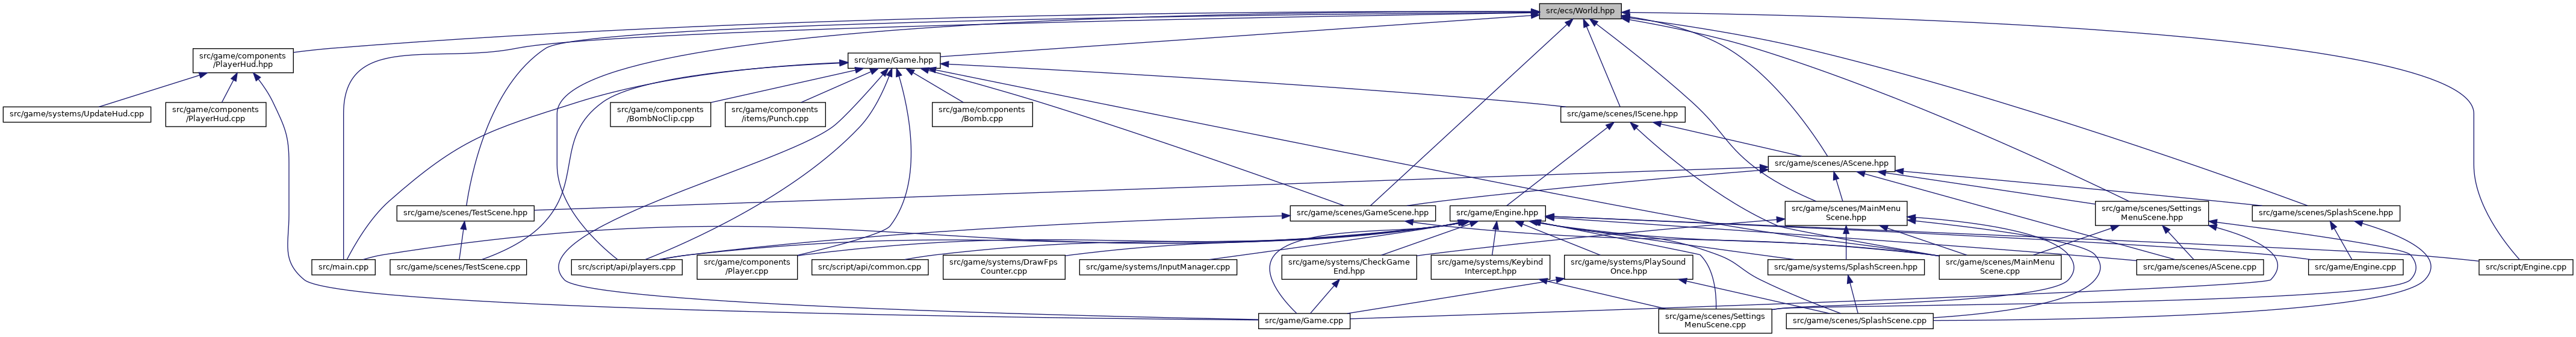 src/ecs/World.hpp
src/game/components
/PlayerHud.hpp
src/game/Game.hpp
src/game/systems/UpdateHud.cpp
src/game/components
/PlayerHud.cpp
src/game/components
/BombNoClip.cpp
src/game/components
/items/Punch.cpp
src/game/components
/Bomb.cpp
src/game/scenes/IScene.hpp
src/game/scenes/AScene.hpp
src/game/scenes/TestScene.hpp
src/game/scenes/GameScene.hpp
src/game/Engine.hpp
src/game/scenes/MainMenu
Scene.hpp
src/game/scenes/Settings
MenuScene.hpp
src/game/scenes/SplashScene.hpp
src/main.cpp
src/game/scenes/TestScene.cpp
src/script/api/players.cpp
src/game/components
/Player.cpp
src/script/api/common.cpp
src/game/systems/DrawFps
Counter.cpp
src/game/systems/InputManager.cpp
src/game/systems/CheckGame
End.hpp
src/game/systems/Keybind
Intercept.hpp
src/game/systems/PlaySound
Once.hpp
src/game/systems/SplashScreen.hpp
src/game/scenes/MainMenu
Scene.cpp
src/game/scenes/AScene.cpp
src/game/Engine.cpp
src/script/Engine.cpp
src/game/Game.cpp
src/game/scenes/Settings
MenuScene.cpp
src/game/scenes/SplashScene.cpp